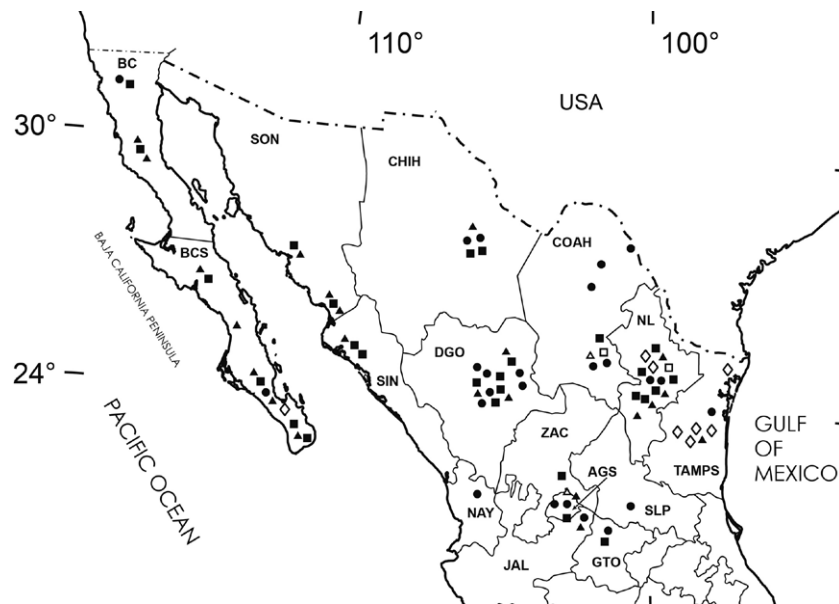 110°
100°
BC
USA
30°
SON
CHIH
BAJA CALIFORNIA PENINSULA
BCS
COAH
NL
24°
DGO
SIN
PACIFIC OCEAN
ZAC
GULF
OF
MEXICO
AGS
TAMPS
NAY
SLP
JAL
GTO